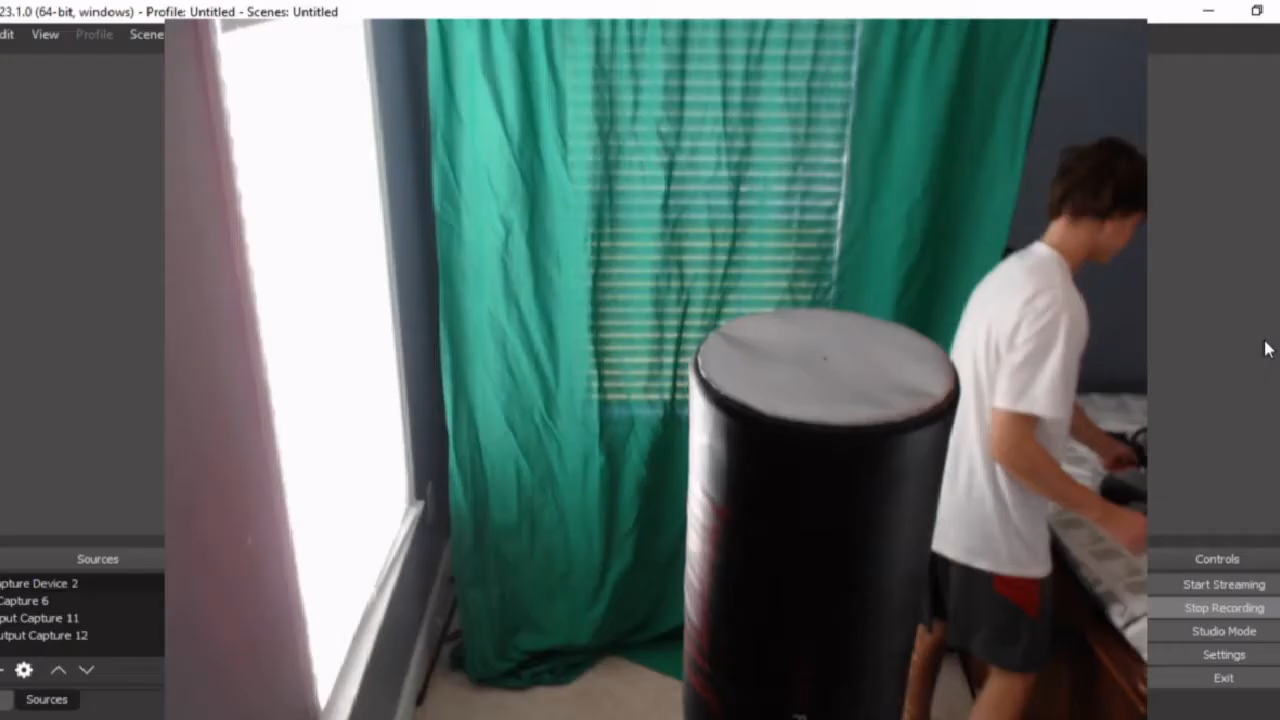 23.1.0 (64-bit, windows) - Profile: Untitled - Scenes: Untitled
dit View Profile Scene
Sources
pture Device 2
Capture 6
put Capture 11
utput Capture 12
Sources
Controls
Start Streaming
Stop Recording
Studio Mode
Settings
Exit